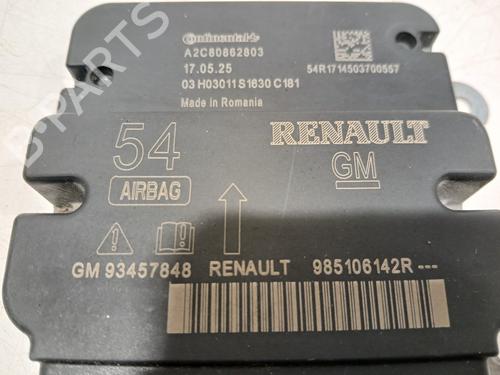 Continental
A2C80862803
17.05.25
03 H03011 S1630 C181
Made in Romania
54R1714503700557
54
AIRBAG
RENAULT
GM
GM 93457848 RENAULT 985106142R ---
B-PARTS